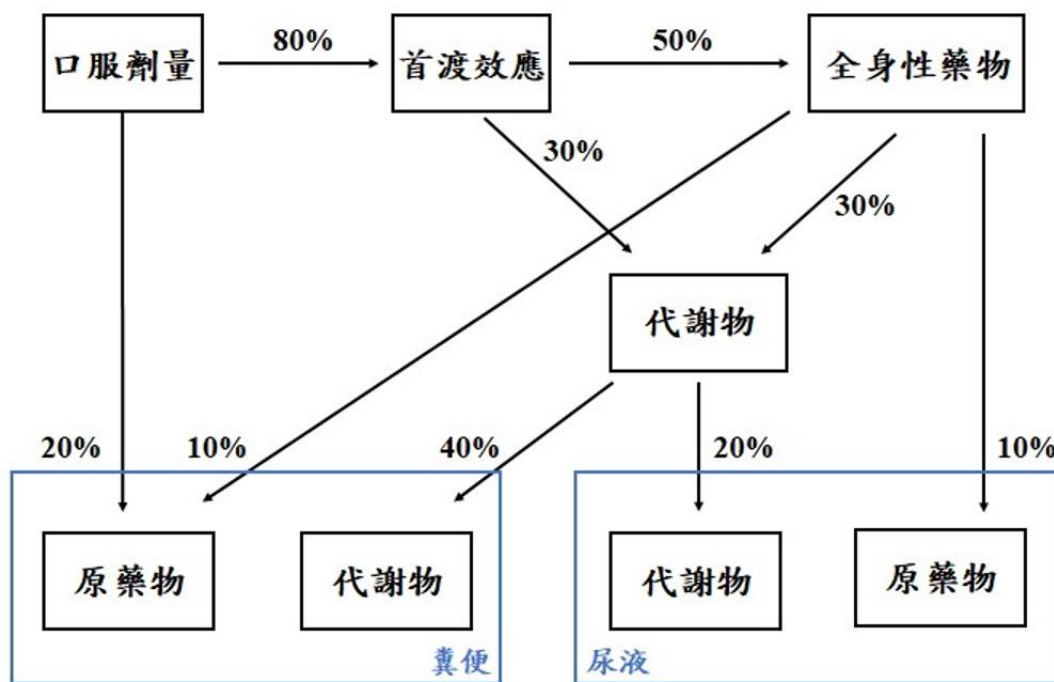 口服劑量
80%
首渡效應
50%
全身性藥物
30%
30%
代謝物
20%
10%
40%
20%
10%
原藥物
代謝物
代謝物
原藥物
糞便
尿液